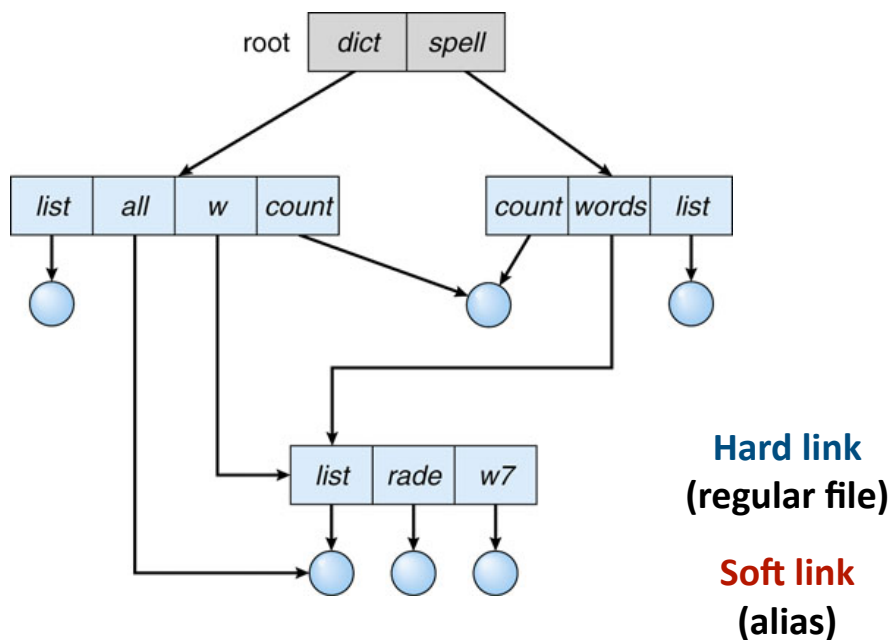 root dict spell
list all w count count words list
list rade w7
Hard link
(regular file)
Soft link
(alias)